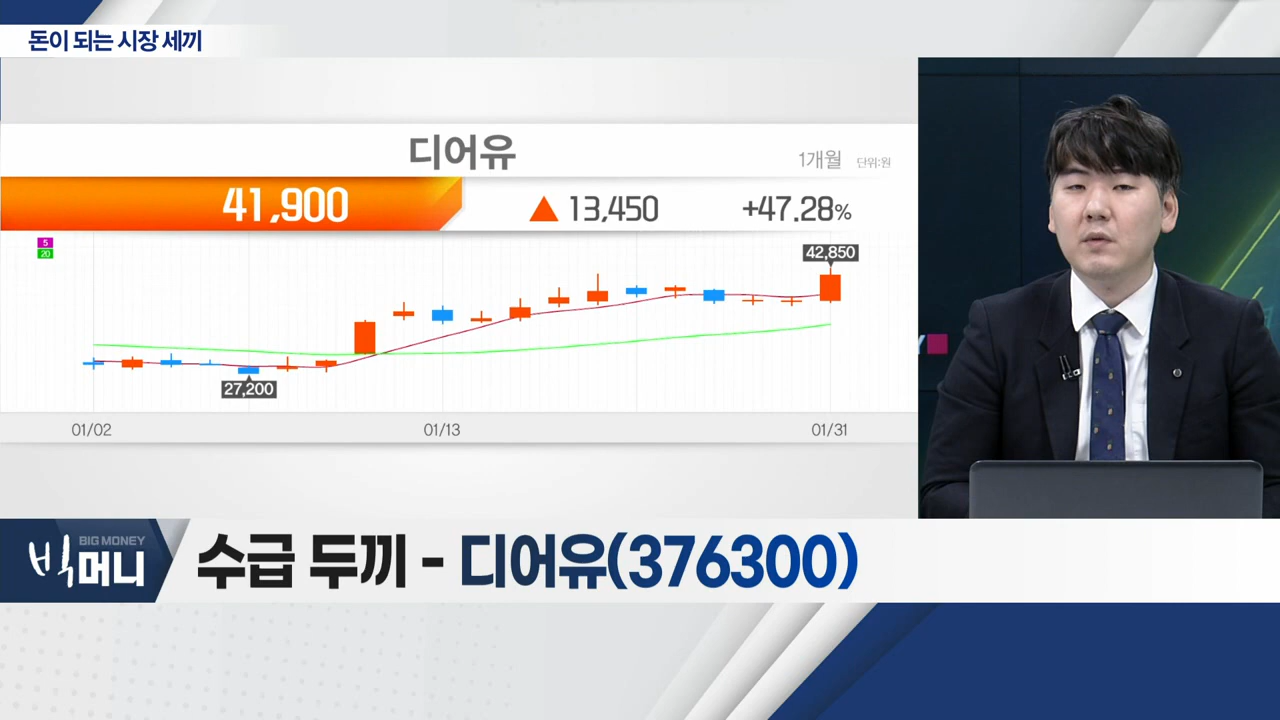 돈이 되는 시장 세끼
디어유
1개월 단위:원
41,900 ▲ 13,450 +47.28%
5
20
42,850
27,200
01/02 01/13 01/31
Y
BIG MONEY
빅머니
수급 두끼 - 디어유(376300)